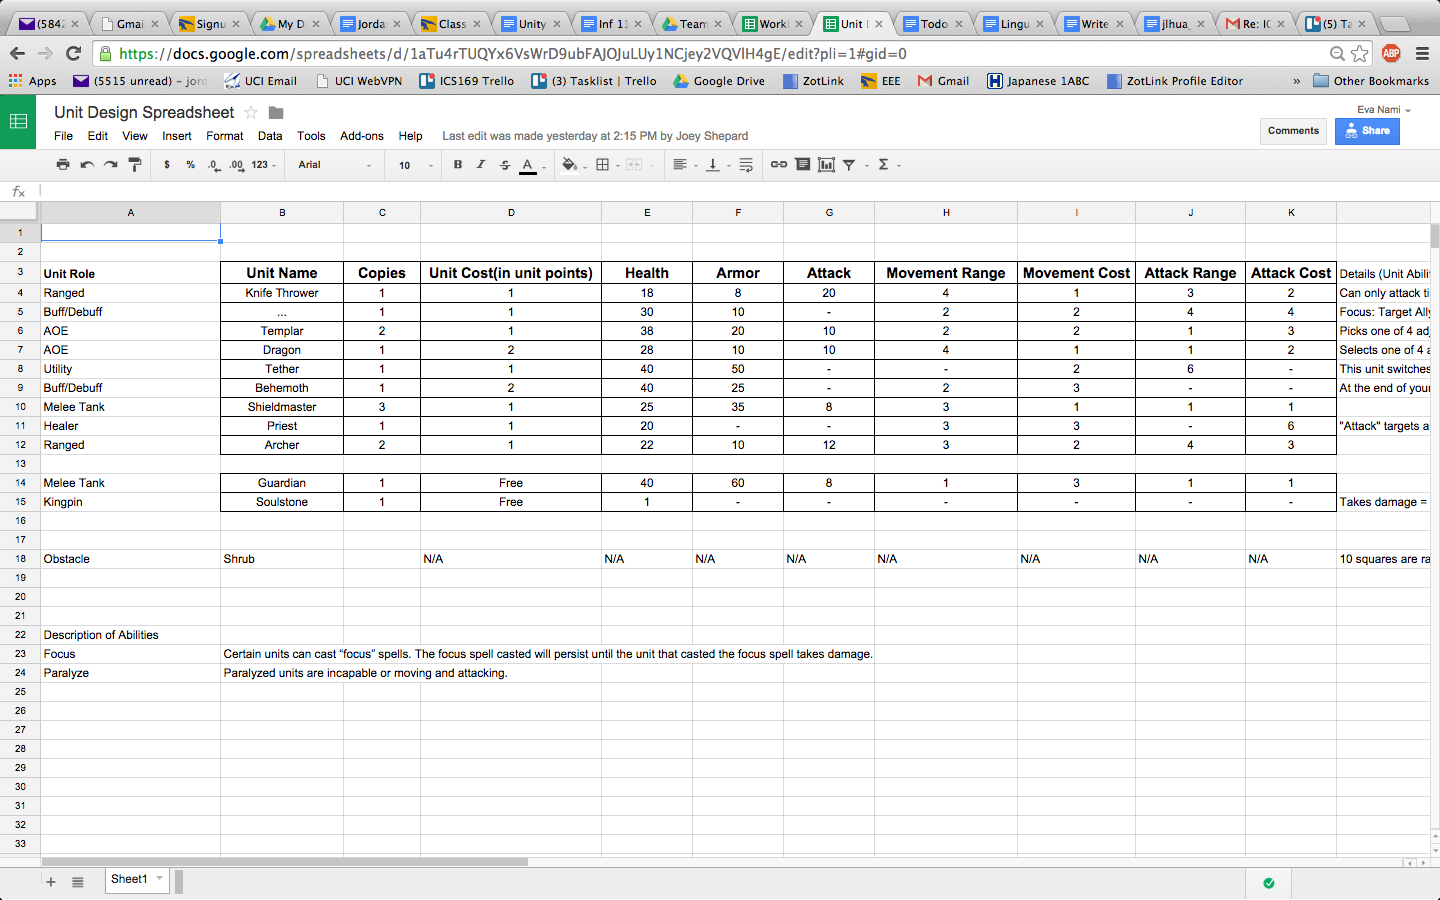 (584 Gmai Signu My D Jorda Class Unity Inf 1 Team Work Unit Todo Lingu Write jlhua Re: (5) Ta
https://docs.google.com/spreadsheets/d/1aTu4rTUQYx6VsWrD9ubFAJOJuLUy1NCjey2VQVlH4gE/edit?pli=1#gid=0 ABP
Apps (5515 unread) - jord UCI Email UCI WebVPN ICS169 Trello (3) Tasklist | Trello Google Drive ZotLink EEE Gmail Japanese 1ABC ZotLink Profile Editor » Other Bookmarks
Unit Design Spreadsheet Eva Nami
File Edit View Insert Format Data Tools Add-ons Help Last edit was made yesterday at 2:15 PM by Joey Shepard Comments Share
$ % .0 .00 123 Arial 10 B I S A Σ
fx
A B C D E F G H I J K
1
2
3 Unit Role Unit Name Copies Unit Cost(in unit points) Health Armor Attack Movement Range Movement Cost Attack Range Attack Cost Details (Unit Abili
4 Ranged Knife Thrower 1 1 18 8 20 4 1 3 2 Can only attack ti
5 Buff/Debuff ... 1 1 30 10 - 2 2 4 4 Focus: Target Ally
6 AOE Templar 2 1 38 20 10 2 2 1 3 Picks one of 4 ad
7 AOE Dragon 1 2 28 10 10 4 1 1 2 Selects one of 4 a
8 Utility Tether 1 1 40 50 - - 2 6 - This unit switches
9 Buff/Debuff Behemoth 1 2 40 25 - 2 3 - - At the end of your
10 Melee Tank Shieldmaster 3 1 25 35 8 3 1 1 1
11 Healer Priest 1 1 20 - - 3 3 - 6 "Attack" targets a
12 Ranged Archer 2 1 22 10 12 3 2 4 3
13
14 Melee Tank Guardian 1 Free 40 60 8 1 3 1 1
15 Kingpin Soulstone 1 Free 1 - - - - - - Takes damage =
16
17
18 Obstacle Shrub N/A N/A N/A N/A N/A N/A N/A N/A 10 squares are ra
19
20
21
22 Description of Abilities
23 Focus Certain units can cast “focus” spells. The focus spell casted will persist until the unit that casted the focus spell takes damage.
24 Paralyze Paralyzed units are incapable or moving and attacking.
25
26
27
28
29
30
31
32
33
Sheet1